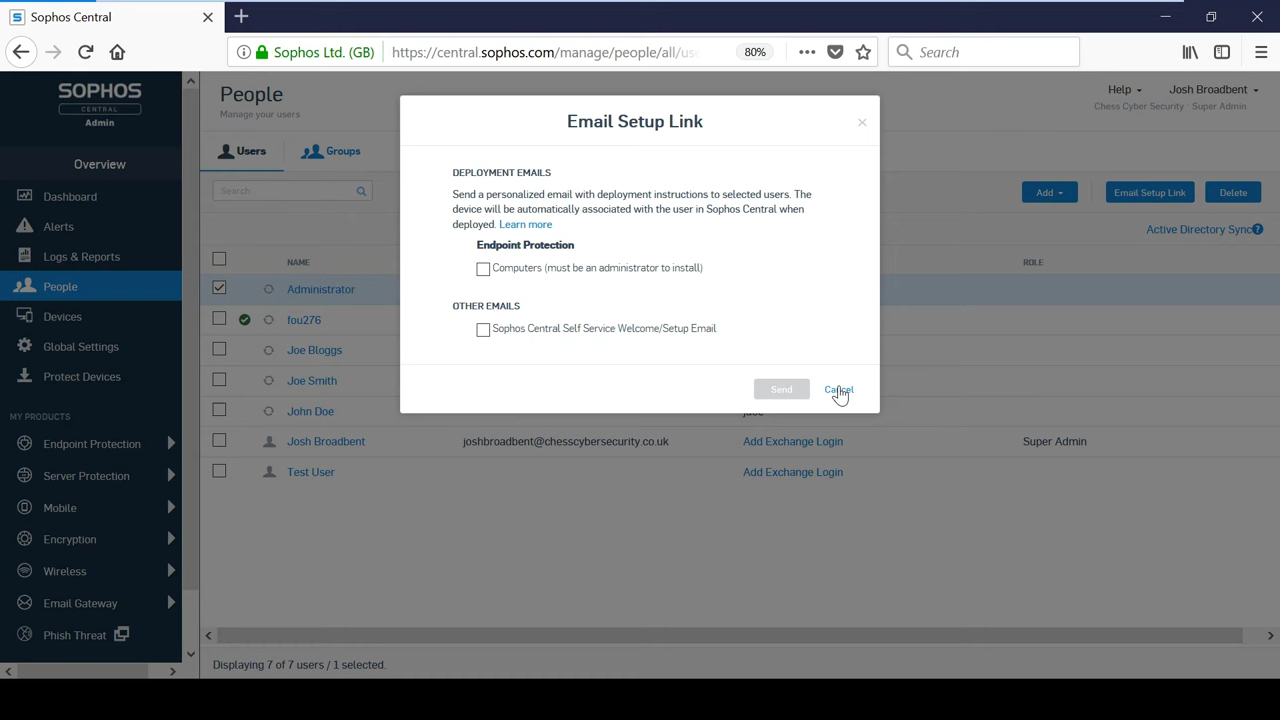 Sophos Central
Sophos Ltd. (GB)
https://central.sophos.com/manage/people/all/us
80%
Search
SOPHOS
CENTRAL
Admin
Overview
Dashboard
Alerts
Logs & Reports
People
Devices
Global Settings
Protect Devices
MY PRODUCTS
Endpoint Protection
Server Protection
Mobile
Encryption
Wireless
Email Gateway
Phish Threat
People
Manage your users
Help
Josh Broadbent
Chess Cyber Security · Super Admin
Users
Groups
Search
Add
Email Setup Link
Delete
Active Directory Sync
NAME
ROLE
Administrator
fou276
Joe Bloggs
Joe Smith
John Doe
Josh Broadbent
joshbroadbent@chesscybersecurity.co.uk
Add Exchange Login
Super Admin
Test User
Add Exchange Login
Displaying 7 of 7 users / 1 selected.
Email Setup Link
DEPLOYMENT EMAILS
Send a personalized email with deployment instructions to selected users. The
device will be automatically associated with the user in Sophos Central when
deployed. Learn more
Endpoint Protection
Computers (must be an administrator to install)
OTHER EMAILS
Sophos Central Self Service Welcome/Setup Email
Send
Cancel